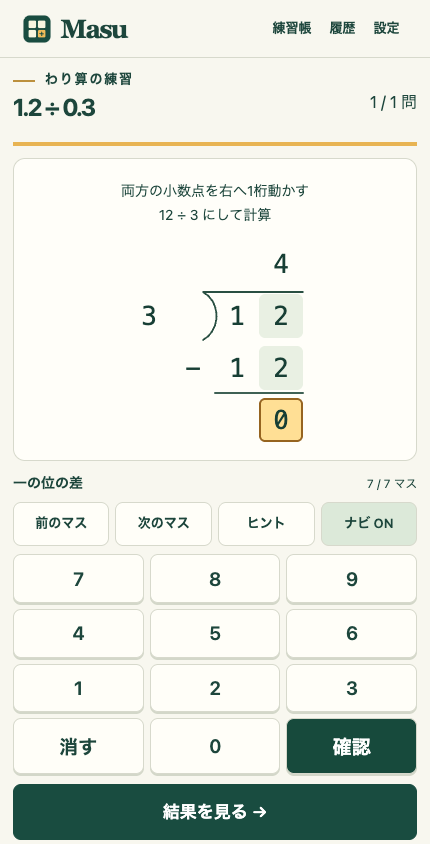 Masu 練習帳 履歴 設定
わり算の練習
1.2÷0.3
1/1問
両方の小数点を右へ1桁動かす
12÷3にして計算
4
3 1 2
− 1 2
0
一の位の差 7/7マス
前のマス 次のマス ヒント ナビON
7 8 9
4 5 6
1 2 3
消す 0 確認
結果を見る→